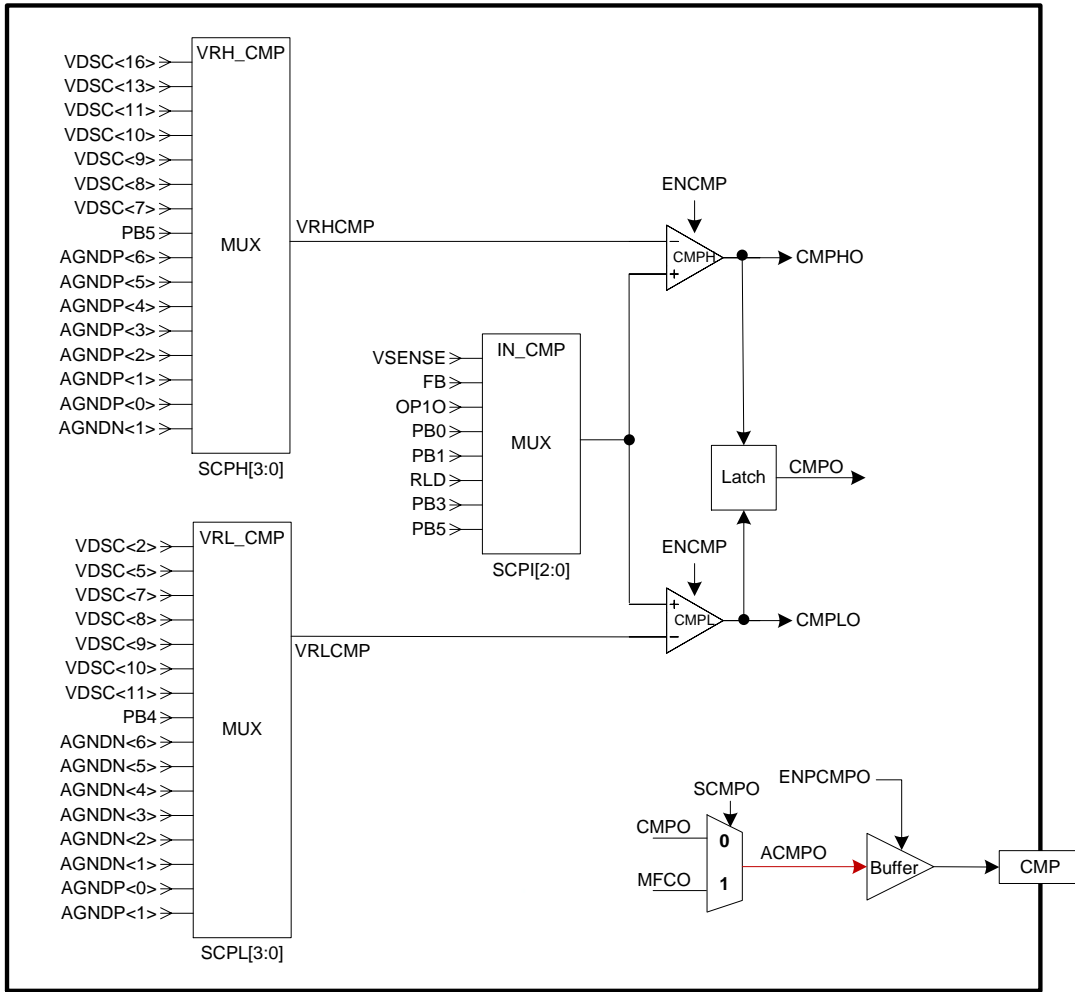 VRH_CMP
VDSC<16>
VDSC<13>
VDSC<11>
VDSC<10>
VDSC<9>
VDSC<8>
VDSC<7>
PB5
AGNDP<6>
AGNDP<5>
AGNDP<4>
AGNDP<3>
AGNDP<2>
AGNDP<1>
AGNDP<0>
AGNDN<1>
MUX
SCPH[3:0]
VRHCMP
ENCMP
−
CMPH
+
CMPHO
IN_CMP
VSENSE
FB
OP1O
PB0
PB1
RLD
PB3
PB5
MUX
SCPI[2:0]
Latch
CMPO
VRL_CMP
VDSC<2>
VDSC<5>
VDSC<7>
VDSC<8>
VDSC<9>
VDSC<10>
VDSC<11>
PB4
AGNDN<6>
AGNDN<5>
AGNDN<4>
AGNDN<3>
AGNDN<2>
AGNDN<1>
AGNDP<0>
AGNDP<1>
MUX
SCPL[3:0]
VRLCMP
ENCMP
+
CMPL
−
CMPLO
SCMPO
CMPO
0
MFCO
1
ACMPO
ENPCMPO
Buffer
CMP